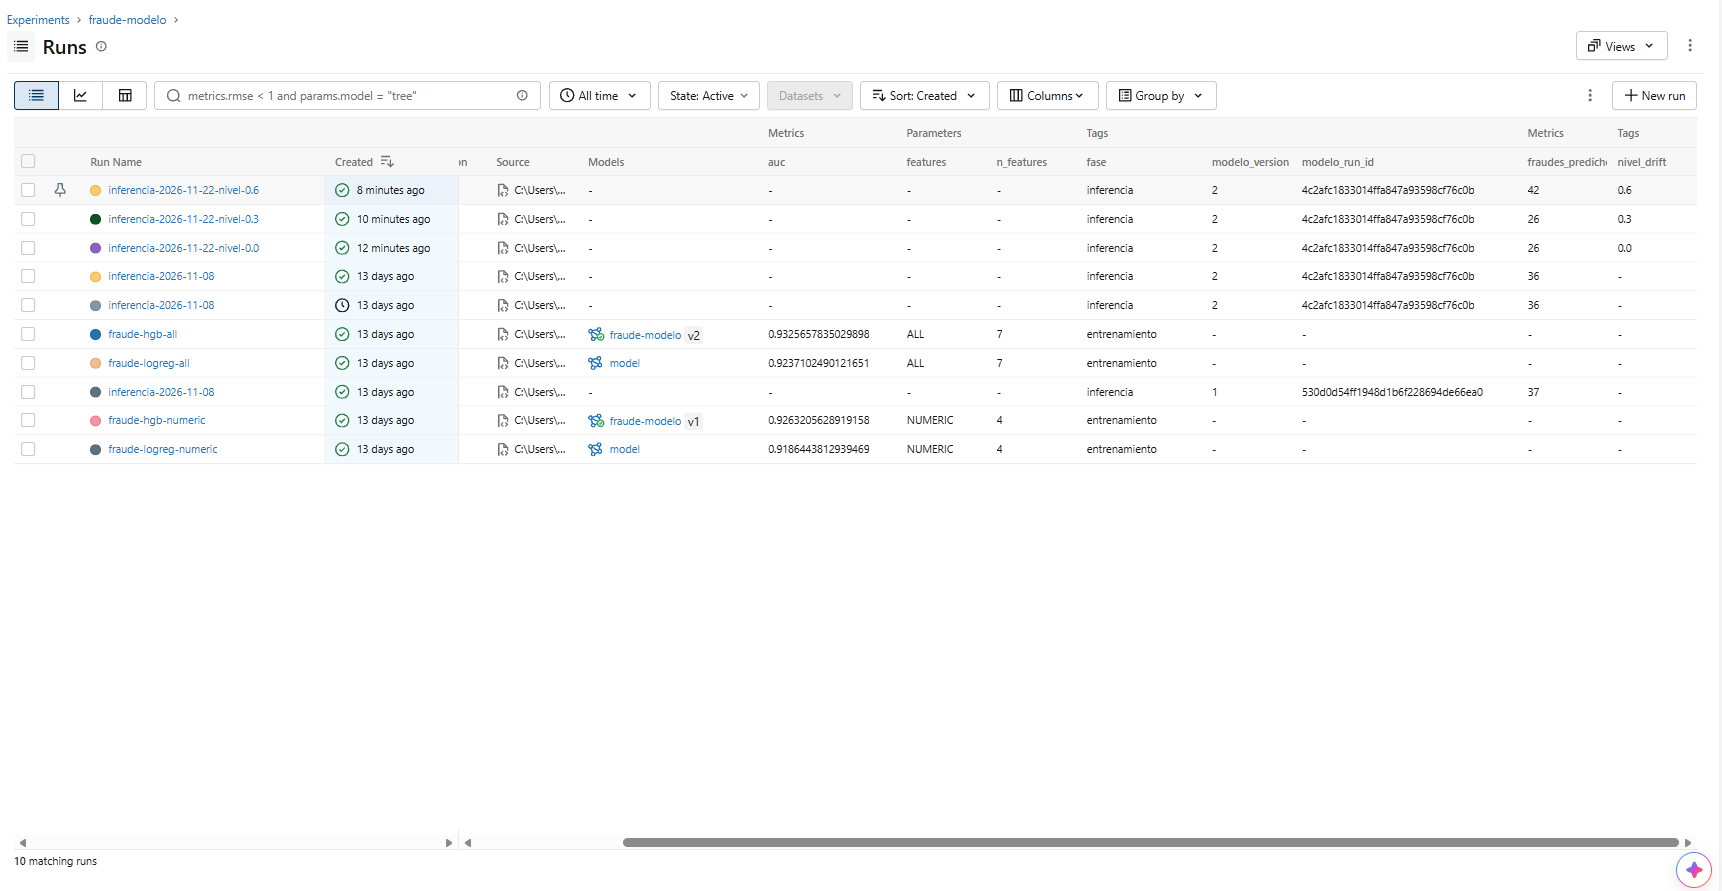 Experiments › fraude-modelo ›
Runs
Views
metrics.rmse < 1 and params.model = "tree"
All time
State: Active
Datasets
Sort: Created
Columns
Group by
New run
Metrics Parameters Tags Metrics Tags
Run Name Created Source Models auc features n_features fase modelo_version modelo_run_id fraudes_prediche nivel_drift
inferencia-2026-11-22-nivel-0.6 8 minutes ago C:\Users\... - - - - inferencia 2 4c2afc1833014ffa847a93598cf76c0b 42 0.6
inferencia-2026-11-22-nivel-0.3 10 minutes ago C:\Users\... - - - - inferencia 2 4c2afc1833014ffa847a93598cf76c0b 26 0.3
inferencia-2026-11-22-nivel-0.0 12 minutes ago C:\Users\... - - - - inferencia 2 4c2afc1833014ffa847a93598cf76c0b 26 0.0
inferencia-2026-11-08 13 days ago C:\Users\... - - - - inferencia 2 4c2afc1833014ffa847a93598cf76c0b 36 -
inferencia-2026-11-08 13 days ago C:\Users\... - - - - inferencia 2 4c2afc1833014ffa847a93598cf76c0b 36 -
fraude-hgb-all 13 days ago C:\Users\... fraude-modelo v2 0.9325657835029898 ALL 7 entrenamiento - - - -
fraude-logreg-all 13 days ago C:\Users\... model 0.9237102490121651 ALL 7 entrenamiento - - - -
inferencia-2026-11-08 13 days ago C:\Users\... - - - - inferencia 1 530d0d54ff1948d1b6f228694de66ea0 37 -
fraude-hgb-numeric 13 days ago C:\Users\... fraude-modelo v1 0.9263205628919158 NUMERIC 4 entrenamiento - - - -
fraude-logreg-numeric 13 days ago C:\Users\... model 0.9186443812939469 NUMERIC 4 entrenamiento - - - -
10 matching runs